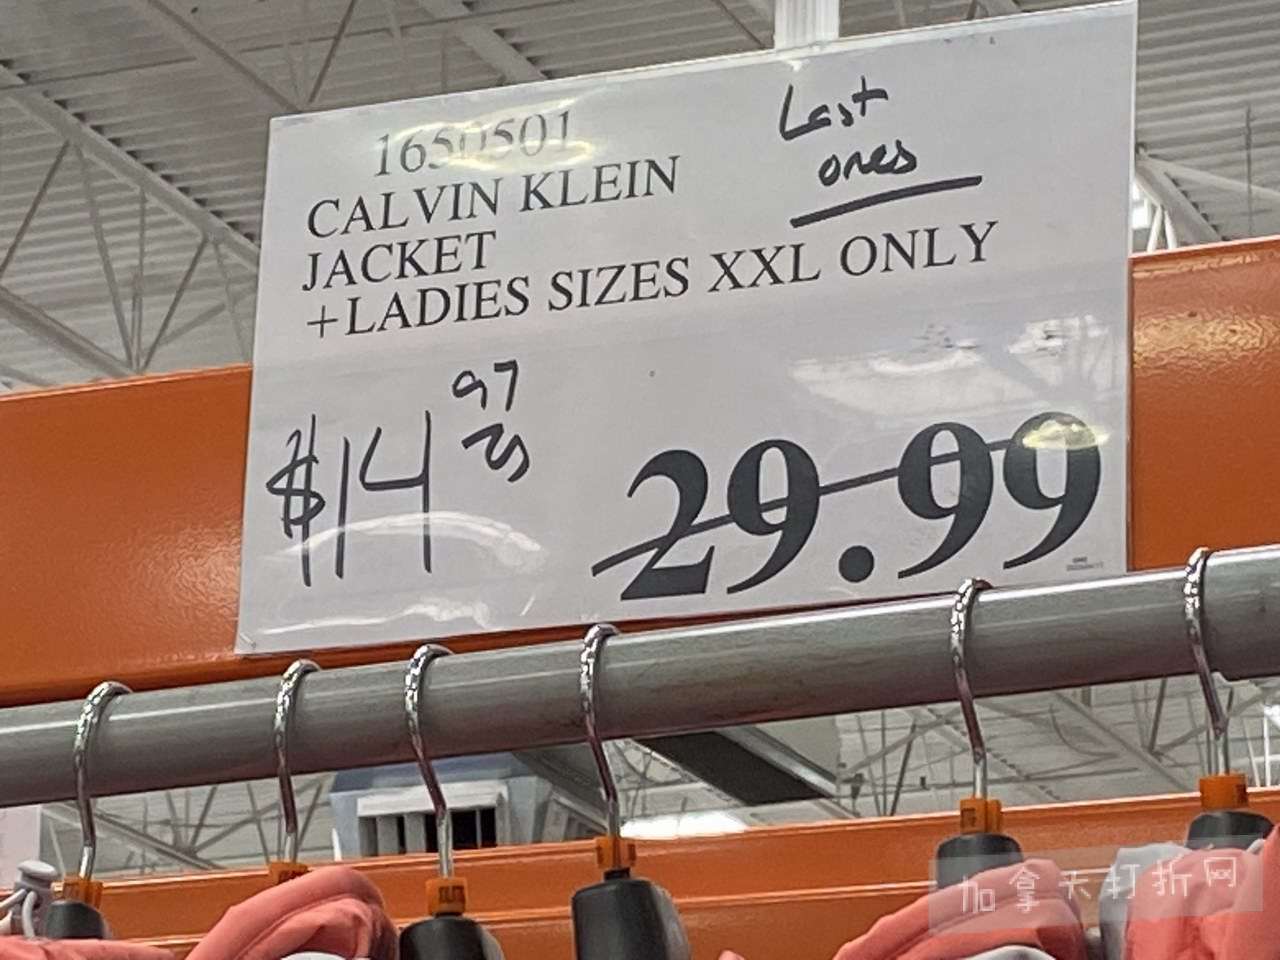 1650501
Last
ones
CALVIN KLEIN
JACKET
+LADIES SIZES XXL ONLY
$14 97
29.99
加拿大打折网